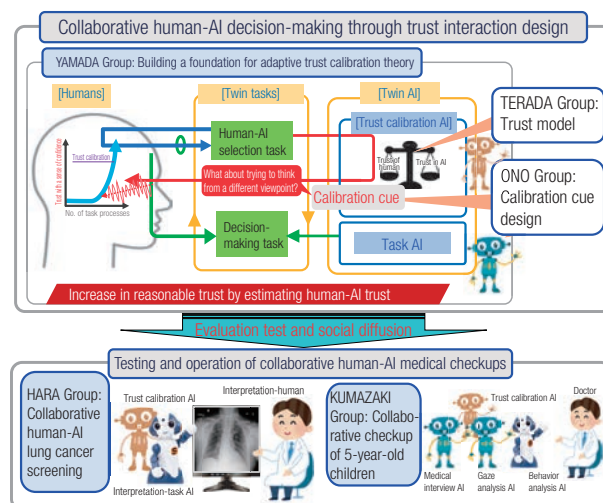 Collaborative human-AI decision-making through trust interaction design
YAMADA Group: Building a foundation for adaptive trust calibration theory
[Humans]
[Twin tasks]
[Twin AI]
Trust with a sense of confidence
Trust calibration
No. of task processes
Human-AI
selection task
What about trying to think
from a different viewpoint?
Decision-
making task
[Trust calibration AI]
Trust of
human
Trust in AI
Calibration cue
Task AI
TERADA Group:
Trust model
ONO Group:
Calibration cue
design
Increase in reasonable trust by estimating human-AI trust
Evaluation test and social diffusion
Testing and operation of collaborative human-AI medical checkups
HARA Group:
Collaborative
human-AI
lung cancer
screening
Trust calibration AI
Interpretation-human
Interpretation-task AI
KUMAZAKI
Group: Collabo-
rative checkup
of 5-year-old
children
Trust calibration AI
Doctor
Medical
interview AI
Gaze
analysis AI
Behavior
analysis AI